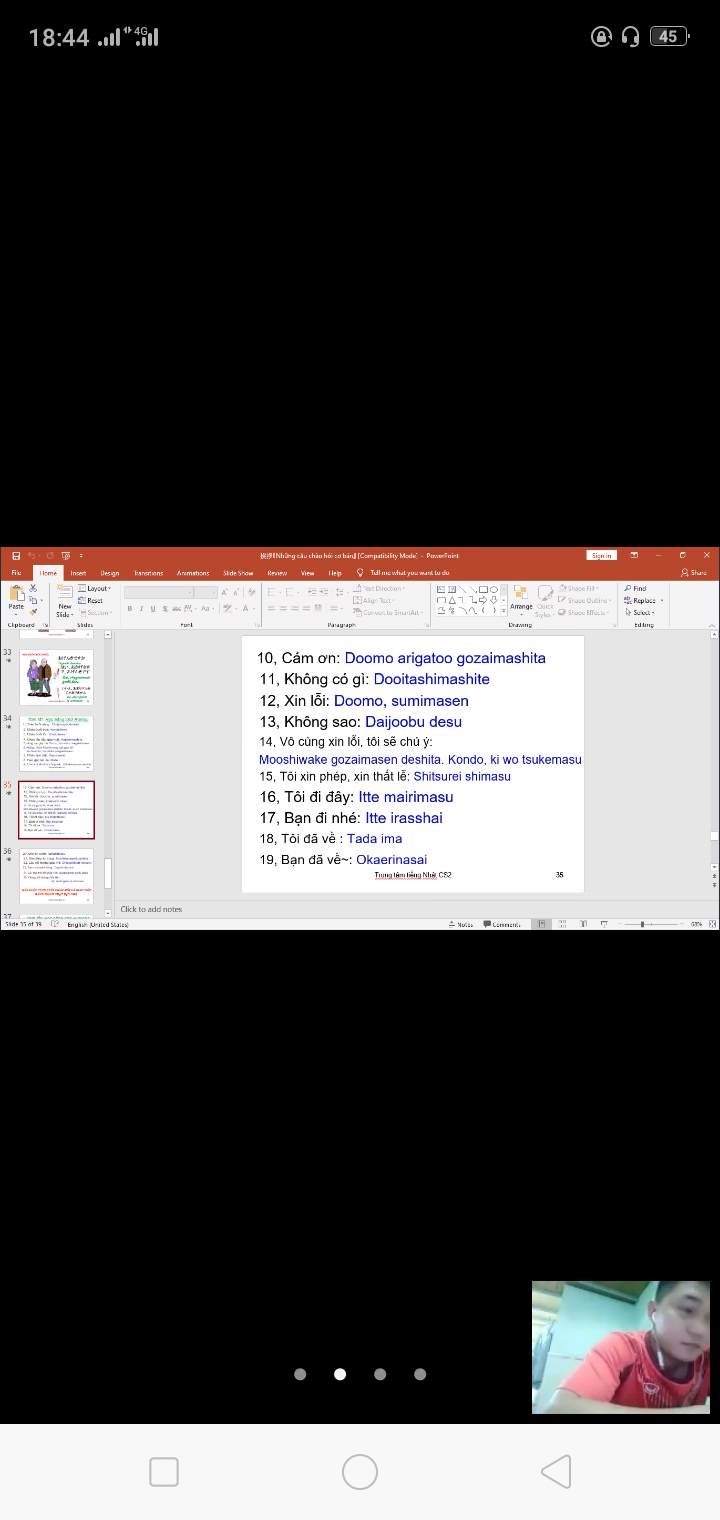 18:44
4G
45
挨拶『Những câu chào hỏi cơ bản』 [Compatibility Mode] - PowerPoint
Sign in
File Home Insert Design Transitions Animations Slide Show Review View Help Tell me what you want to do
Share
Paste
New
Slide
Layout
Reset
Section
Text Direction
Align Text
Convert to SmartArt
Arrange
Quick
Styles
Shape Fill
Shape Outline
Shape Effects
Find
Replace
Select
Clipboard
Slides
Font
Paragraph
Drawing
Editing
33
34
35
36
37
10, Cám ơn: Doomo arigatoo gozaimashita
11, Không có gì: Dooitashimashite
12, Xin lỗi: Doomo, sumimasen
13, Không sao: Daijoobu desu
14, Vô cùng xin lỗi, tôi sẽ chú ý:
Mooshiwake gozaimasen deshita. Kondo, ki wo tsukemasu
15, Tôi xin phép, xin thất lễ: Shitsurei shimasu
16, Tôi đi đây: Itte mairimasu
17, Bạn đi nhé: Itte irasshai
18, Tôi đã về : Tada ima
19, Bạn đã về~: Okaerinasai
Trung tâm tiếng Nhật CS2
35
Click to add notes
Slide 35 of 39
English (United States)
Notes
Comments
68%